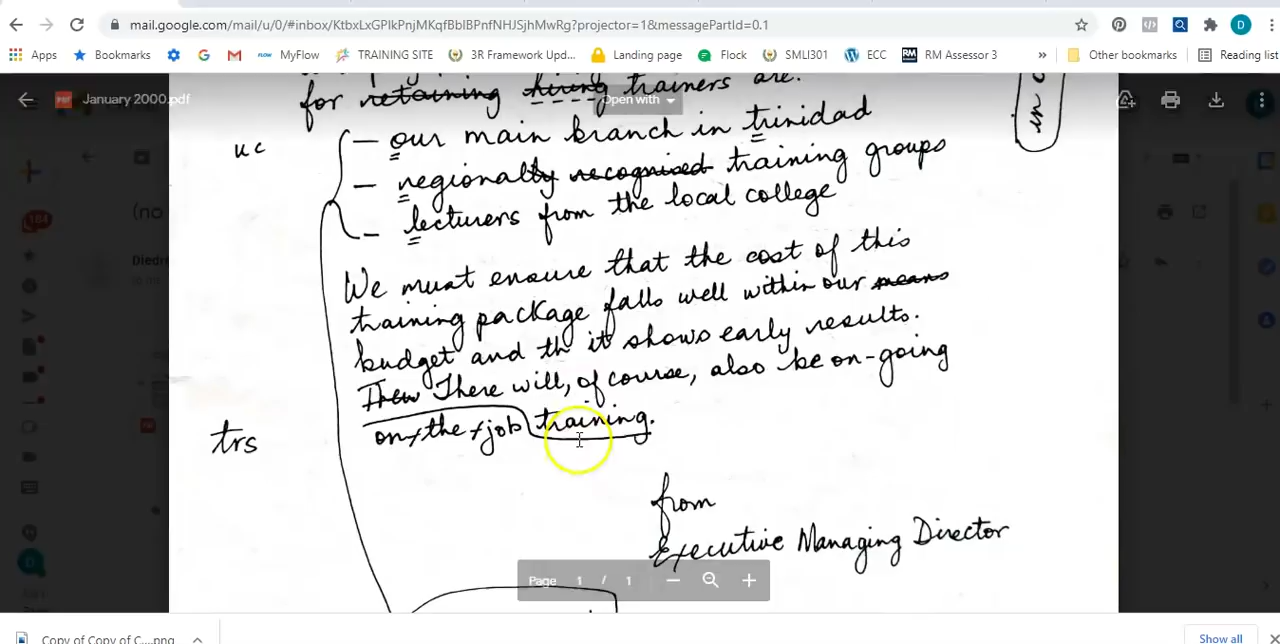 mail.google.com/mail/u/0/#inbox/KtbxLxGPlkPnjMKqfBblBPnfNHJSjhMwRg?projector=1&messagePartId=0.1
Apps Bookmarks MyFlow TRAINING SITE 3R Framework Upd... Landing page Flock SMLI301 ECC RM Assessor 3 » Other bookmarks Reading list
January 2000.pdf
Open with
for retaining hiring trainers are:
uc
— our main branch in trinidad
— regionally recognised training groups
— lecturers from the local college
We must ensure that the cost of this
training package falls well within our means
budget and th it shows early results.
There will, of course, also be on-going
on the job training.
trs
from
Executive Managing Director
Page 1 / 1
Copy of Copy of C....png
Show all
184
(no
Diedre
in